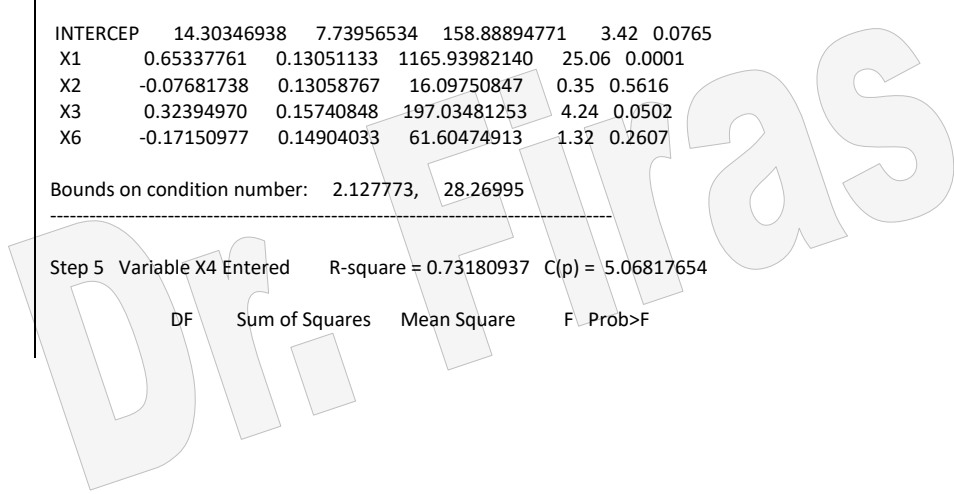 INTERCEP 14.30346938 7.73956534 158.88894771 3.42 0.0765
X1 0.65337761 0.13051133 1165.93982140 25.06 0.0001
X2 -0.07681738 0.13058767 16.09750847 0.35 0.5616
X3 0.32394970 0.15740848 197.03481253 4.24 0.0502
X6 -0.17150977 0.14904033 61.60474913 1.32 0.2607
Bounds on condition number: 2.127773, 28.26995
--------------------------------------------------------------------------------------
Step 5 Variable X4 Entered R-square = 0.73180937 C(p) = 5.06817654
DF Sum of Squares Mean Square F Prob>F
Dr. Firas